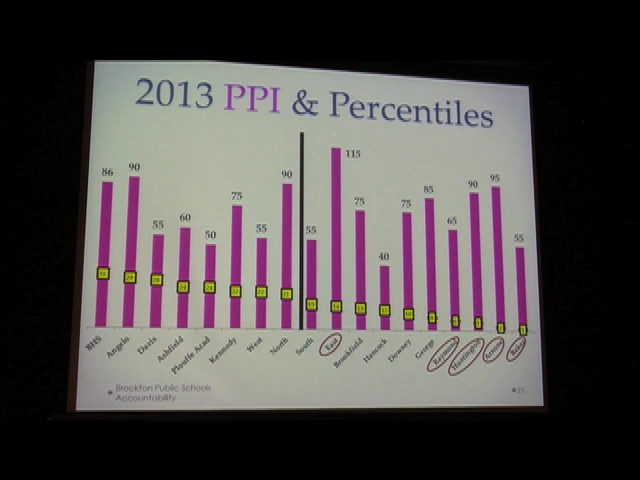 2013 PPI & Percentiles
86
90
55
60
50
75
55
90
55
115
75
40
75
85
65
90
95
55
BHS
Angelo
Davis
Ashfield
Plouffe Acad
Kennedy
West
North
South
East
Brookfield
Hancock
Downey
George
Raymond
Huntington
Arnone
Baker
Brockton Public Schools
Accountability
21